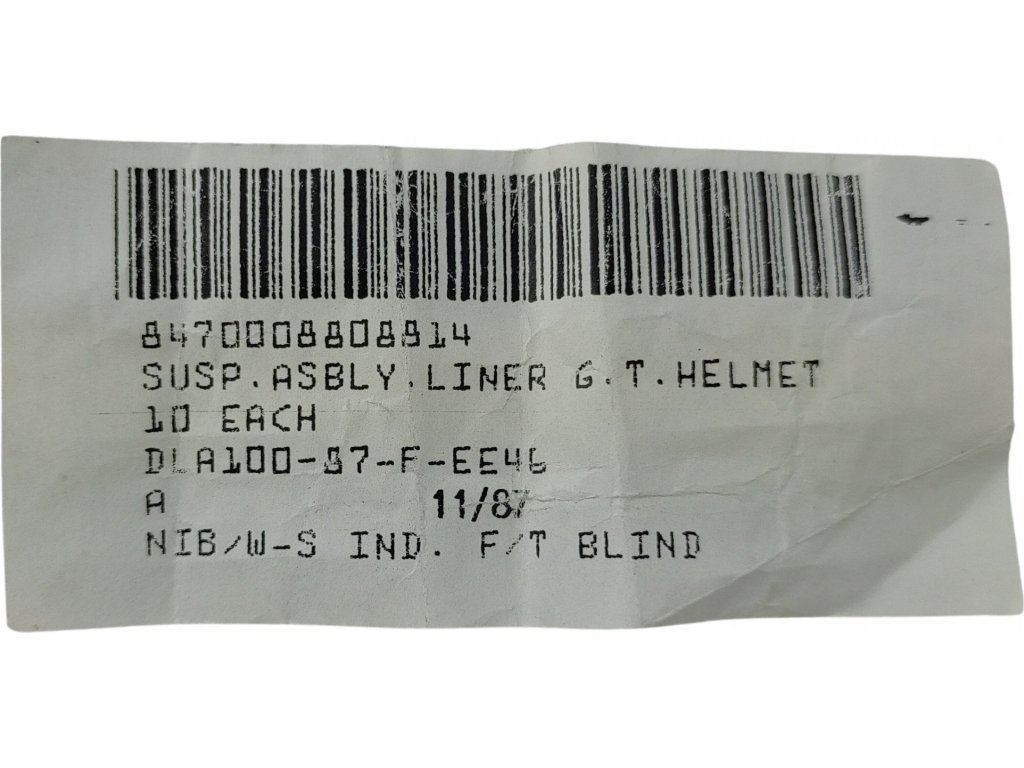 8470008808814
SUSP.ASBLY.LINER G.T.HELMET
10 EACH
DLA100-87-F-EE46
A 11/87
NIB/W-S IND. F/T BLIND